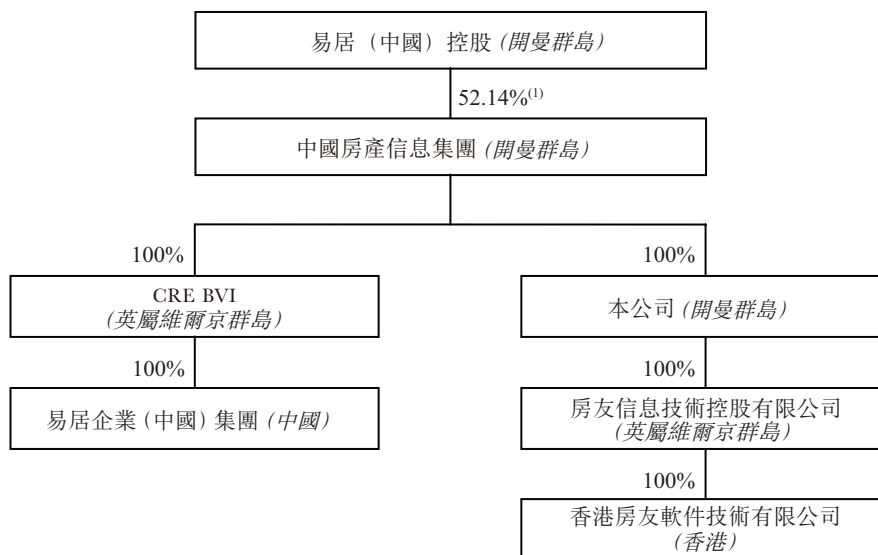 易居（中國）控股(開曼群島)
52.14%(1)
中國房產信息集團(開曼群島)
100%
100%
CRE BVI
(英屬維爾京群島)
本公司(開曼群島)
100%
100%
易居企業(中國)集團(中國)
房友信息技術控股有限公司
(英屬維爾京群島)
100%
香港房友軟件技術有限公司
(香港)